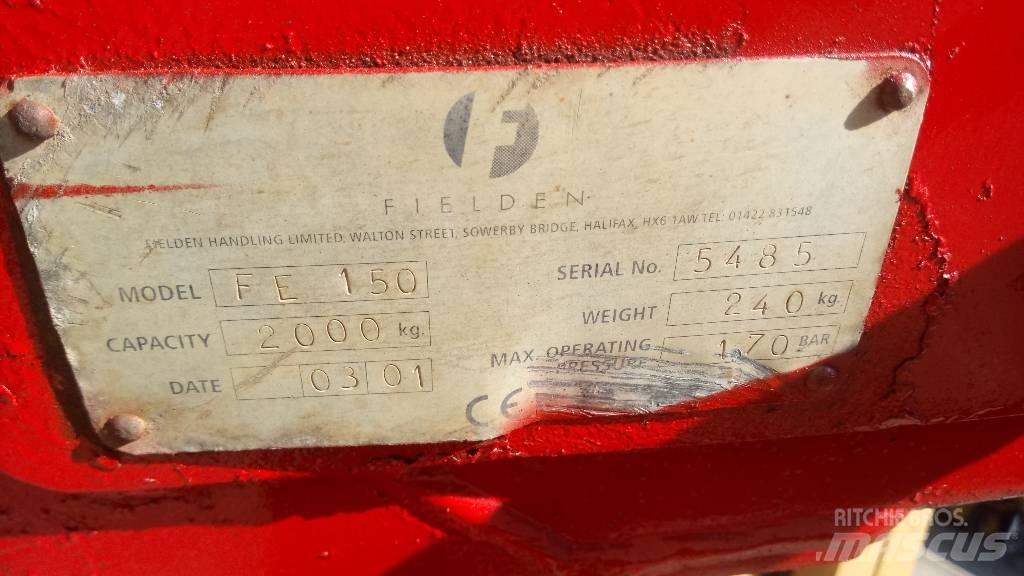 F
FIELDEN
FIELDEN HANDLING LIMITED, WALTON STREET, SOWERBY BRIDGE, HALIFAX, HX6 1AW TEL: 01422 831548
MODEL FE 150
SERIAL No. 5485
CAPACITY 2000 kg.
WEIGHT 240 kg.
DATE 03 01
MAX. OPERATING PRESSURE 170 BAR
CE
RITCHIE BROS.
MASCUS